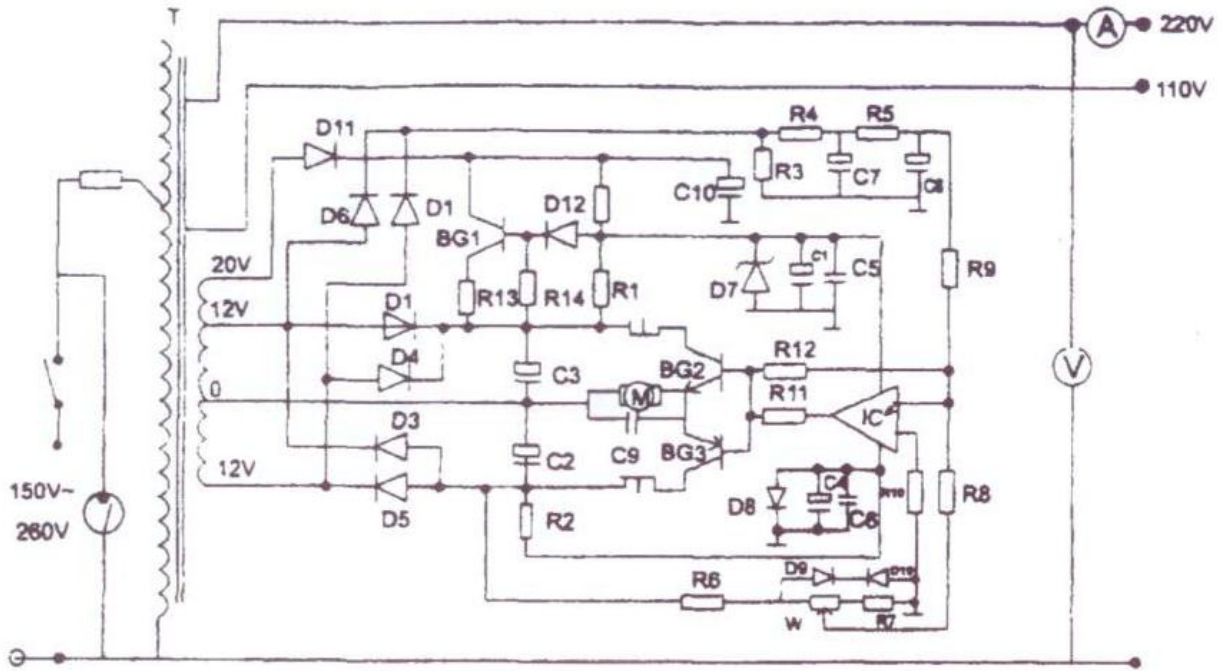 T
A 220V
110V
R4 R5
D11
R3 C7 C8
C10
D6 D1 D12
BG1
20V R13 R14 R1 D7 C1 C5 R9
12V D1
D4 C3 BG2 R12
0 M R11 IC V
D3 C9 BG3
12V C2
150V~ D5 R2 D8 C4 C6 R10 R8
260V
R6 D9 D10
W R7